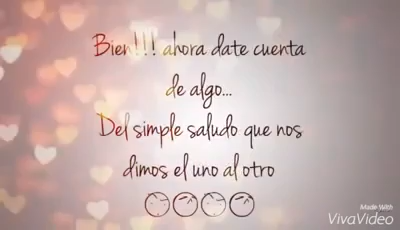 Bien!!! ahora date cuenta
de algo...
Del simple saludo que nos
dimos el uno al otro
Made With
VivaVideo